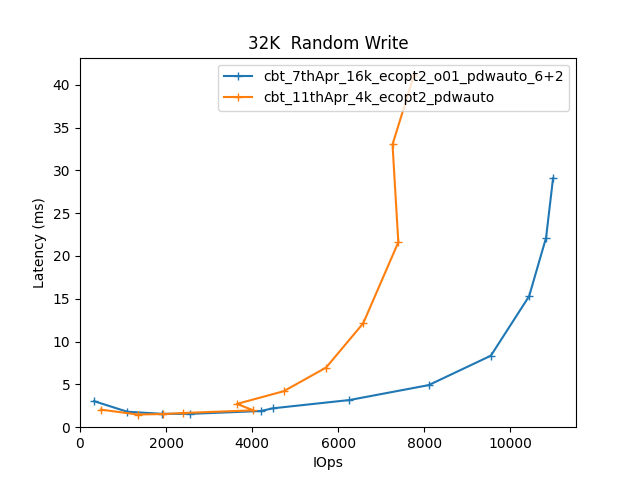 32K  Random Write
cbt_7thApr_16k_ecopt2_o01_pdwauto_6+2
cbt_11thApr_4k_ecopt2_pdwauto
40
35
30
25
20
15
10
5
0
Latency (ms)
0 2000 4000 6000 8000 10000
IOps